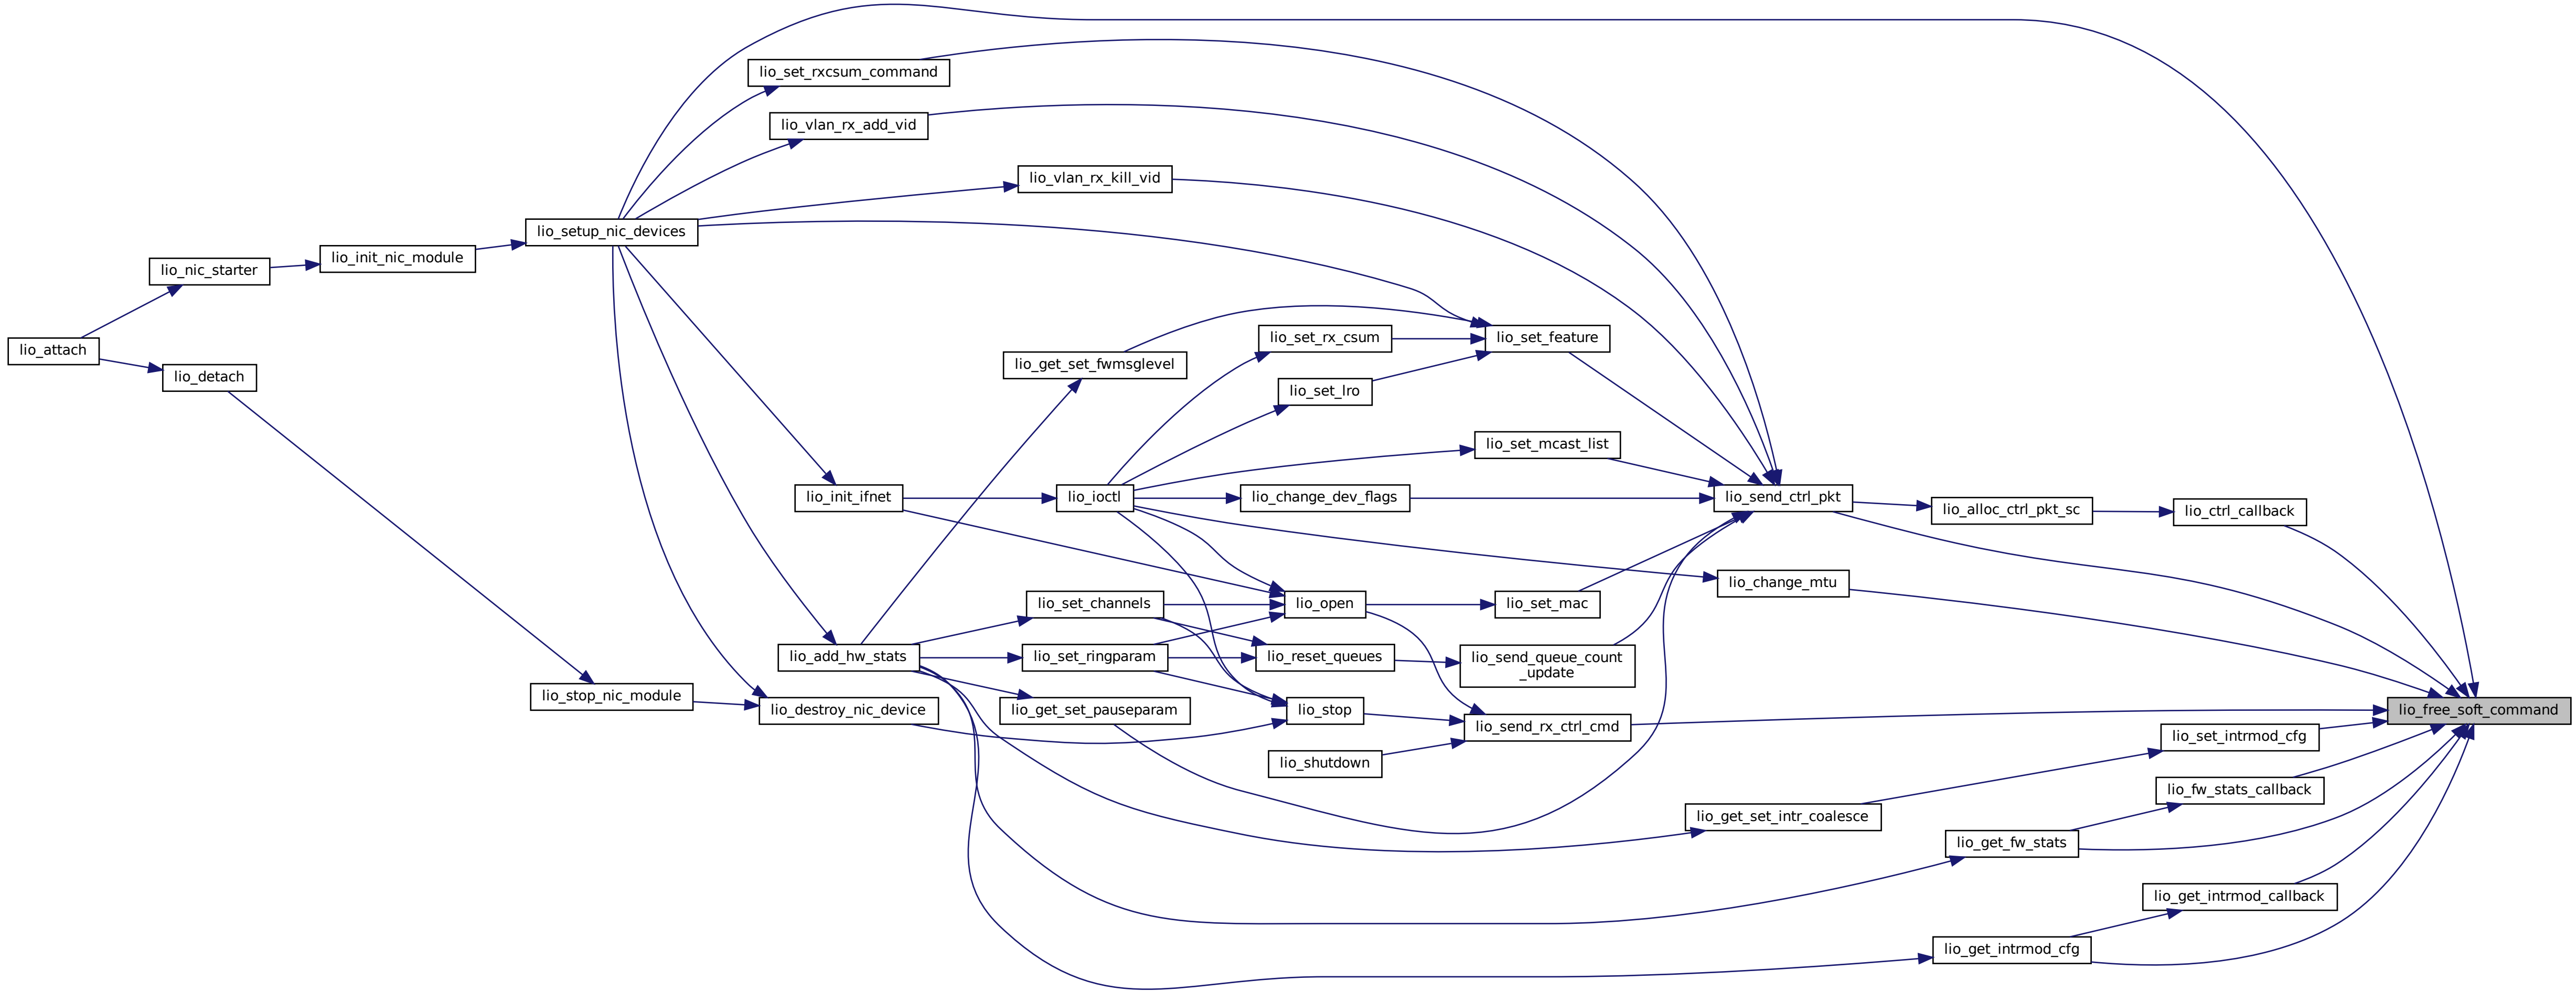 lio_set_rxcsum_command
lio_vlan_rx_add_vid
lio_vlan_rx_kill_vid
lio_setup_nic_devices
lio_init_nic_module
lio_nic_starter
lio_set_rx_csum
lio_set_feature
lio_attach
lio_get_set_fwmsglevel
lio_detach
lio_set_lro
lio_set_mcast_list
lio_init_ifnet
lio_ioctl
lio_change_dev_flags
lio_send_ctrl_pkt
lio_alloc_ctrl_pkt_sc
lio_ctrl_callback
lio_change_mtu
lio_set_channels
lio_open
lio_set_mac
lio_add_hw_stats
lio_set_ringparam
lio_reset_queues
lio_send_queue_count
_update
lio_stop_nic_module
lio_destroy_nic_device
lio_get_set_pauseparam
lio_stop
lio_send_rx_ctrl_cmd
lio_free_soft_command
lio_set_intrmod_cfg
lio_shutdown
lio_fw_stats_callback
lio_get_set_intr_coalesce
lio_get_fw_stats
lio_get_intrmod_callback
lio_get_intrmod_cfg